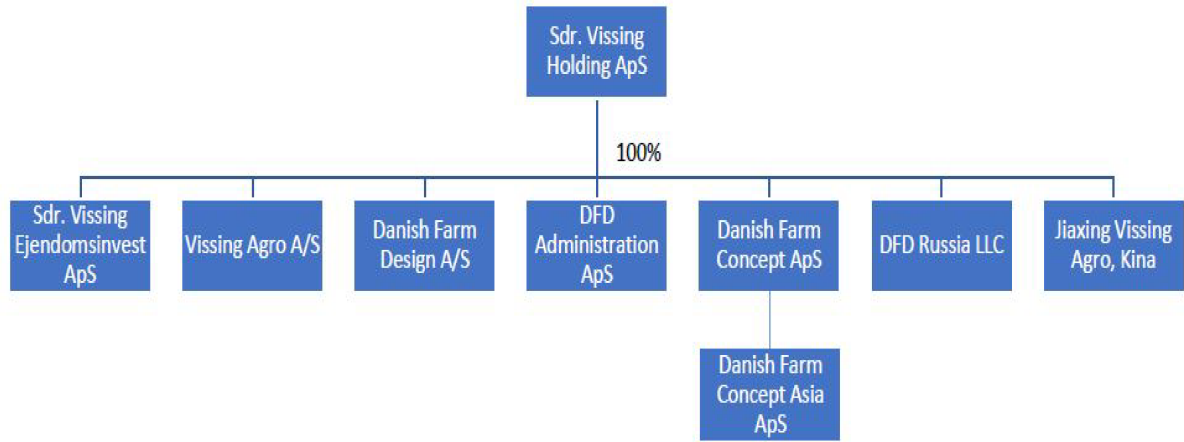 Sdr. Vissing
Holding ApS
100%
Sdr. Vissing
Ejendomsinvest
ApS
Vissing Agro A/S
Danish Farm
Design A/S
DFD
Administration
ApS
Danish Farm
Concept ApS
DFD Russia LLC
Jiaxing Vissing
Agro, Kina
Danish Farm
Concept Asia
ApS